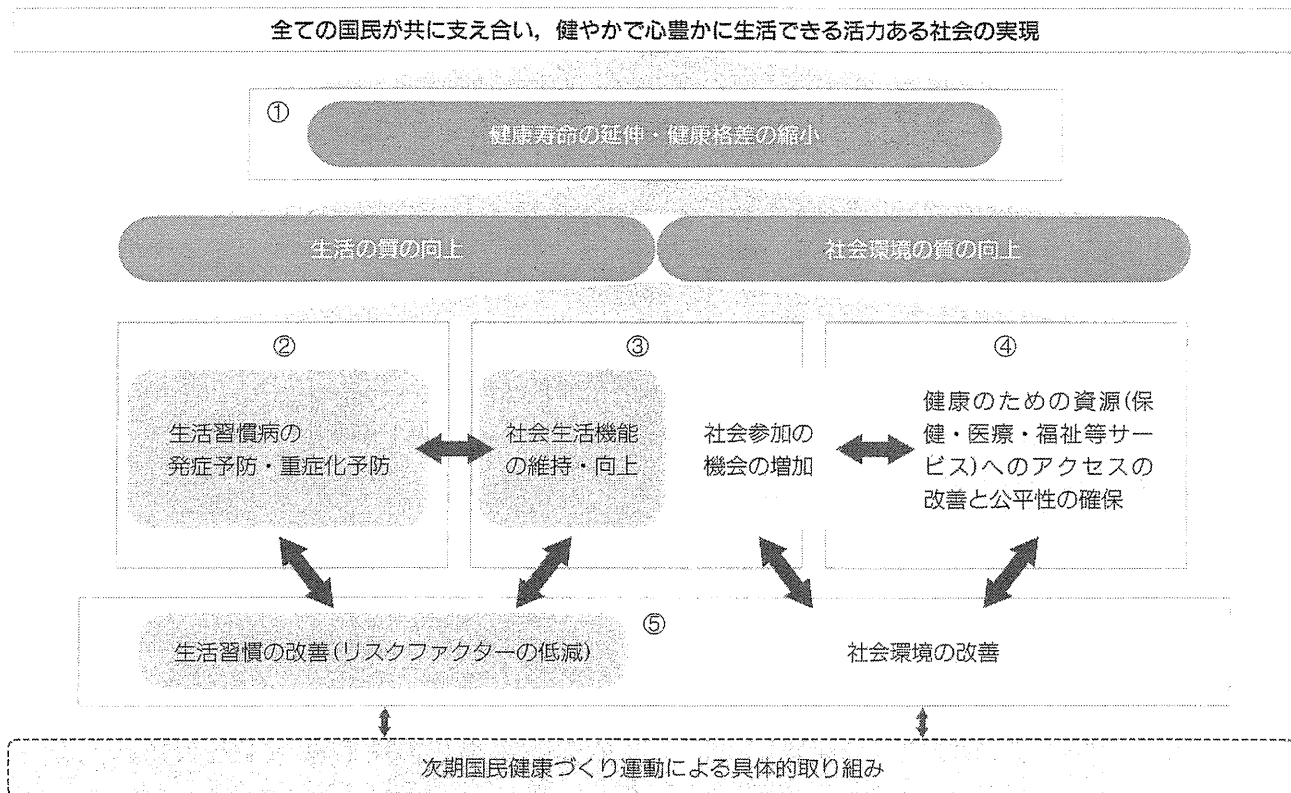 全ての国民が共に支え合い，健やかで心豊かに生活できる活力ある社会の実現
①
健康寿命の延伸・健康格差の縮小
生活の質の向上
社会環境の質の向上
②
生活習慣病の
発症予防・重症化予防
③
社会生活機能
の維持・向上
社会参加の
機会の増加
④
健康のための資源(保
健・医療・福祉等サー
ビス)へのアクセスの
改善と公平性の確保
⑤
生活習慣の改善(リスクファクターの低減)
社会環境の改善
次期国民健康づくり運動による具体的取り組み